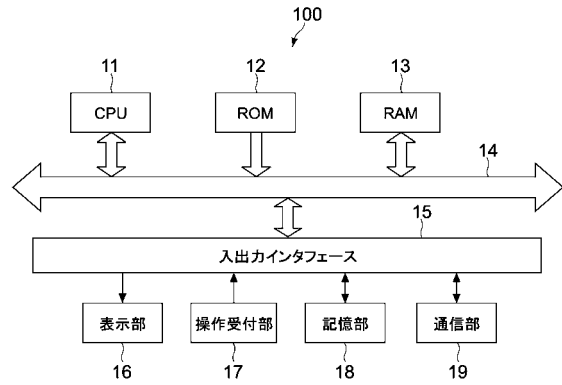 100
11
12
13
CPU
ROM
RAM
14
15
入出力インタフェース
表示部
操作受付部
記憶部
通信部
16
17
18
19